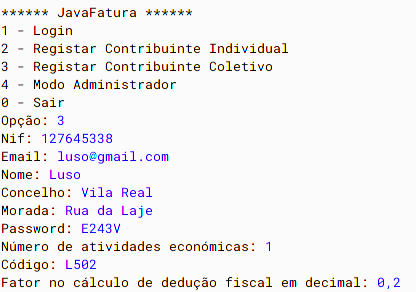 ****** JavaFatura ******
1 - Login
2 - Registar Contribuinte Individual
3 - Registar Contribuinte Coletivo
4 - Modo Administrador
0 - Sair
Opção: 3
Nif: 127645338
Email: luso@gmail.com
Nome: Luso
Concelho: Vila Real
Morada: Rua da Laje
Password: E243V
Número de atividades económicas: 1
Código: L502
Fator no cálculo de dedução fiscal em decimal: 0,2